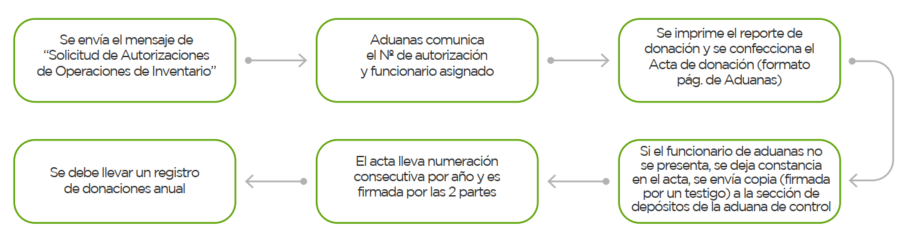 Se envía el mensaje de
“Solicitud de Autorizaciones
de Operaciones de Inventario”
Aduanas comunica
el Nº de autorización
y funcionario asignado
Se imprime el reporte de
donación y se confecciona el
Acta de donación (formato
pág. de Aduanas)
Si el funcionario de aduanas no
se presenta, se deja constancia
en el acta, se envía copia (firmada
por un testigo) a la sección de
depósitos de la aduana de control
El acta lleva numeración
consecutiva por año y es
firmada por las 2 partes
Se debe llevar un registro
de donaciones anual